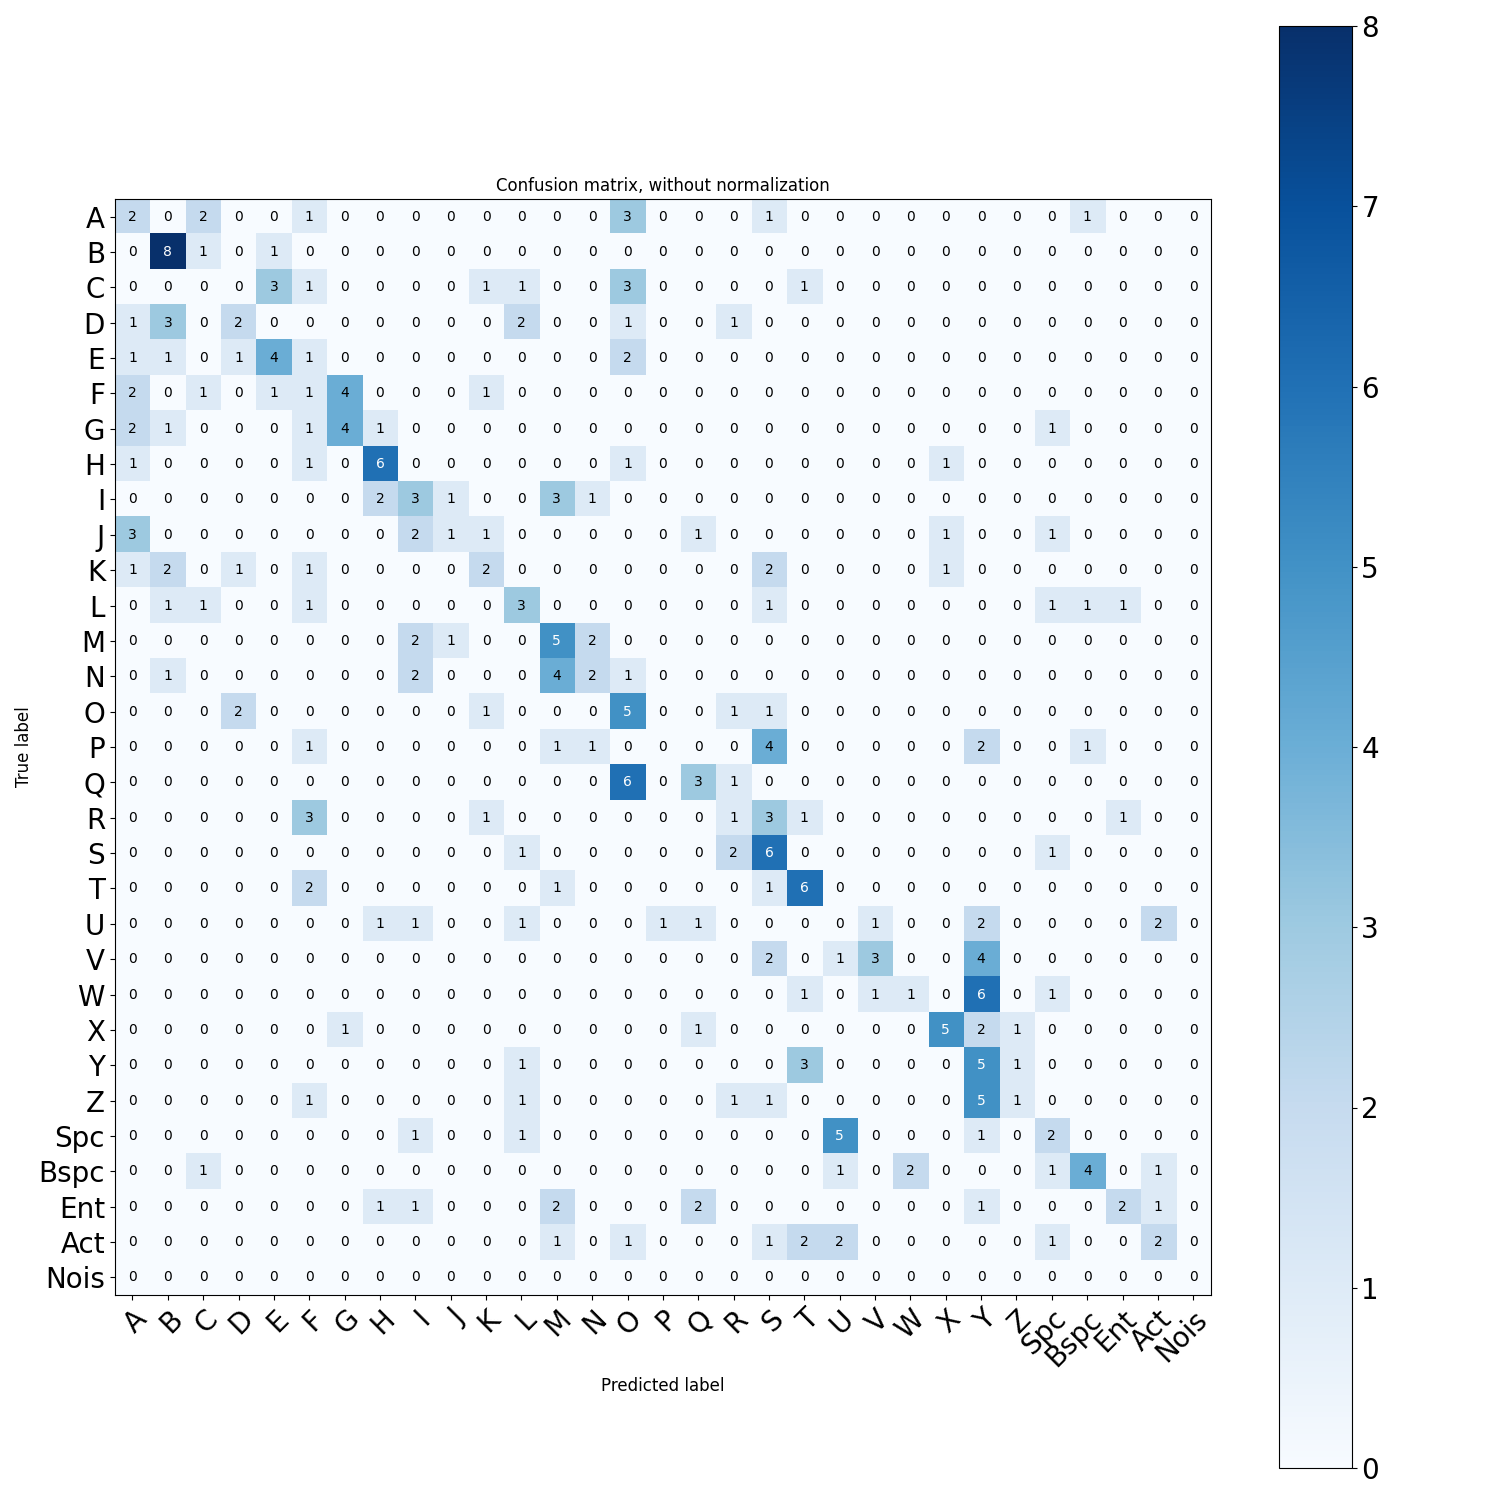 Confusion matrix, without normalization
A 2 0 2 0 0 1 0 0 0 0 0 0 0 0 3 0 0 0 1 0 0 0 0 0 0 0 0 1 0 0 0
B 0 8 1 0 1 0 0 0 0 0 0 0 0 0 0 0 0 0 0 0 0 0 0 0 0 0 0 0 0 0 0
C 0 0 0 0 3 1 0 0 0 0 1 1 0 0 3 0 0 0 0 1 0 0 0 0 0 0 0 0 0 0 0
D 1 3 0 2 0 0 0 0 0 0 0 2 0 0 1 0 0 1 0 0 0 0 0 0 0 0 0 0 0 0 0
E 1 1 0 1 4 1 0 0 0 0 0 0 0 0 2 0 0 0 0 0 0 0 0 0 0 0 0 0 0 0 0
F 2 0 1 0 1 1 4 0 0 0 1 0 0 0 0 0 0 0 0 0 0 0 0 0 0 0 0 0 0 0 0
G 2 1 0 0 0 1 4 1 0 0 0 0 0 0 0 0 0 0 0 0 0 0 0 0 0 0 1 0 0 0 0
H 1 0 0 0 0 1 0 6 0 0 0 0 0 0 1 0 0 0 0 0 0 0 0 1 0 0 0 0 0 0 0
I 0 0 0 0 0 0 0 2 3 1 0 0 3 1 0 0 0 0 0 0 0 0 0 0 0 0 0 0 0 0 0
J 3 0 0 0 0 0 0 0 2 1 1 0 0 0 0 0 1 0 0 0 0 0 0 1 0 0 1 0 0 0 0
K 1 2 0 1 0 1 0 0 0 0 2 0 0 0 0 0 0 0 2 0 0 0 0 1 0 0 0 0 0 0 0
L 0 1 1 0 0 1 0 0 0 0 0 3 0 0 0 0 0 0 1 0 0 0 0 0 0 0 1 1 1 0 0
M 0 0 0 0 0 0 0 0 2 1 0 0 5 2 0 0 0 0 0 0 0 0 0 0 0 0 0 0 0 0 0
N 0 1 0 0 0 0 0 0 2 0 0 0 4 2 1 0 0 0 0 0 0 0 0 0 0 0 0 0 0 0 0
O 0 0 0 2 0 0 0 0 0 0 1 0 0 0 5 0 0 1 1 0 0 0 0 0 0 0 0 0 0 0 0
P 0 0 0 0 0 1 0 0 0 0 0 0 1 1 0 0 0 0 4 0 0 0 0 0 2 0 0 1 0 0 0
Q 0 0 0 0 0 0 0 0 0 0 0 0 0 0 6 0 3 1 0 0 0 0 0 0 0 0 0 0 0 0 0
R 0 0 0 0 0 3 0 0 0 0 1 0 0 0 0 0 0 1 3 1 0 0 0 0 0 0 0 0 1 0 0
S 0 0 0 0 0 0 0 0 0 0 0 1 0 0 0 0 0 2 6 0 0 0 0 0 0 0 1 0 0 0 0
T 0 0 0 0 0 2 0 0 0 0 0 0 1 0 0 0 0 0 1 6 0 0 0 0 0 0 0 0 0 0 0
U 0 0 0 0 0 0 0 1 1 0 0 1 0 0 0 1 1 0 0 0 0 1 0 0 2 0 0 0 0 2 0
V 0 0 0 0 0 0 0 0 0 0 0 0 0 0 0 0 0 0 2 0 1 3 0 0 4 0 0 0 0 0 0
W 0 0 0 0 0 0 0 0 0 0 0 0 0 0 0 0 0 0 0 1 0 1 1 0 6 0 1 0 0 0 0
X 0 0 0 0 0 0 1 0 0 0 0 0 0 0 0 0 1 0 0 0 0 0 0 5 2 1 0 0 0 0 0
Y 0 0 0 0 0 0 0 0 0 0 0 1 0 0 0 0 0 0 0 3 0 0 0 0 5 1 0 0 0 0 0
Z 0 0 0 0 0 1 0 0 0 0 0 1 0 0 0 0 0 1 1 0 0 0 0 0 5 1 0 0 0 0 0
Spc 0 0 0 0 0 0 0 0 1 0 0 1 0 0 0 0 0 0 0 0 5 0 0 0 1 0 2 0 0 0 0
Bspc 0 0 1 0 0 0 0 0 0 0 0 0 0 0 0 0 0 0 0 0 1 0 2 0 0 0 1 4 0 1 0
Ent 0 0 0 0 0 0 0 1 1 0 0 0 2 0 0 0 2 0 0 0 0 0 0 0 1 0 0 0 2 1 0
Act 0 0 0 0 0 0 0 0 0 0 0 0 1 0 1 0 0 0 1 2 2 0 0 0 0 0 1 0 0 2 0
Nois 0 0 0 0 0 0 0 0 0 0 0 0 0 0 0 0 0 0 0 0 0 0 0 0 0 0 0 0 0 0 0
A B C D E F G H I J K L M N O P Q R S T U V W X Y Z Spc Bspc Ent Act Nois
Predicted label
True label
8
7
6
5
4
3
2
1
0